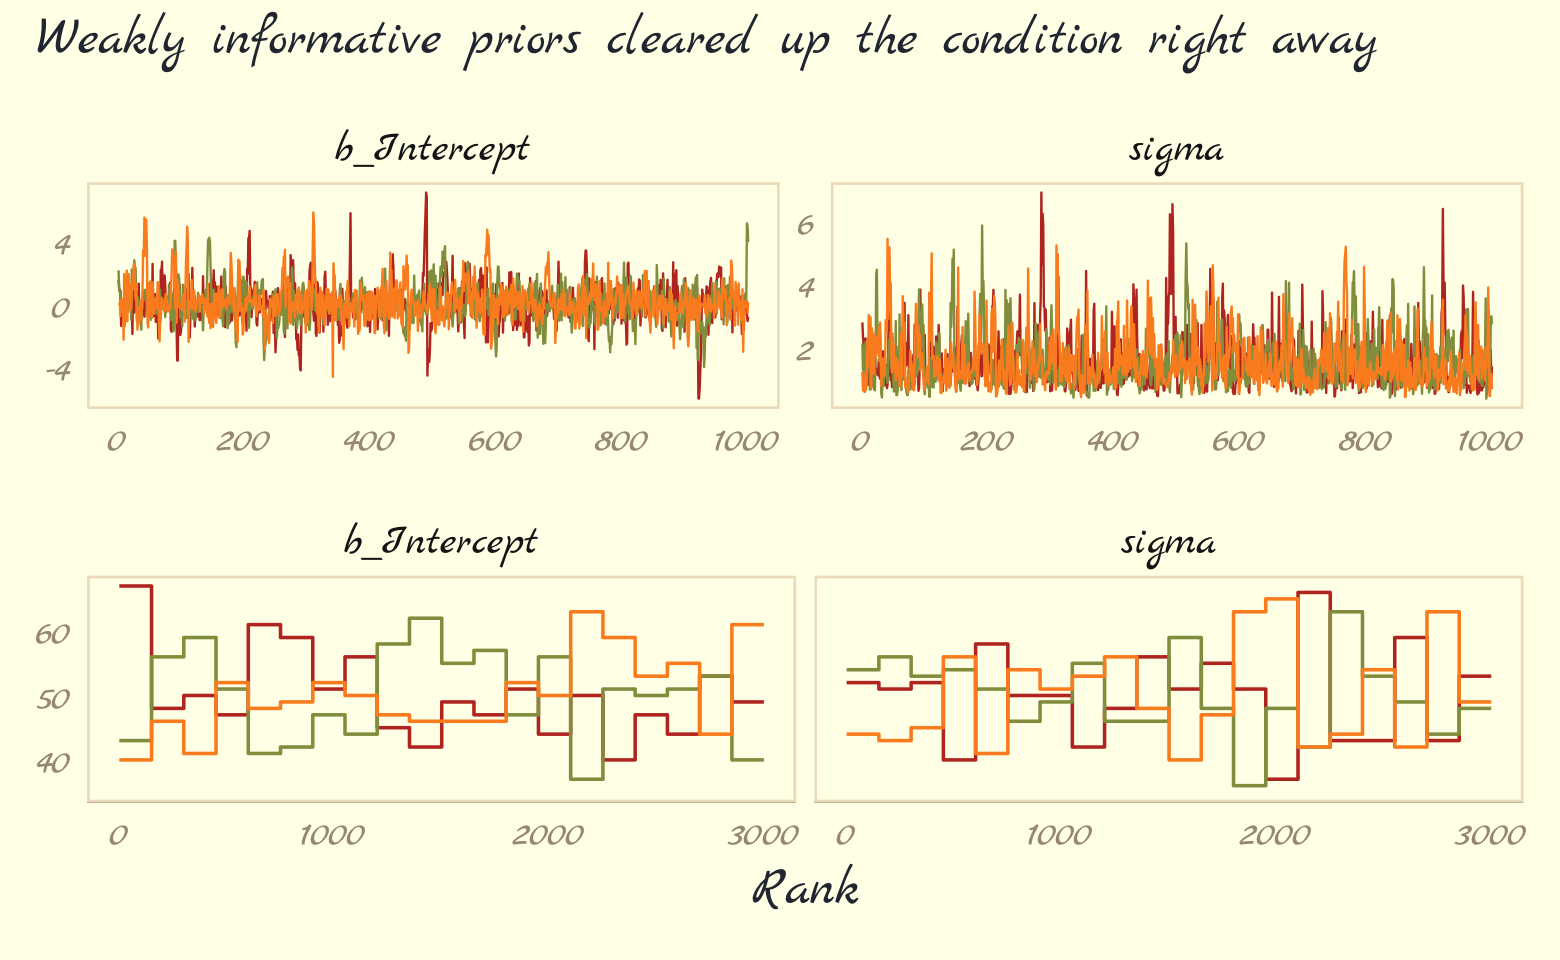 Weakly informative priors cleared up the condition right away
b_Intercept sigma
4
0
-4
6
4
2
0 200 400 600 800 1000 0 200 400 600 800 1000
b_Intercept sigma
60
50
40
0 1000 2000 3000 0 1000 2000 3000
Rank